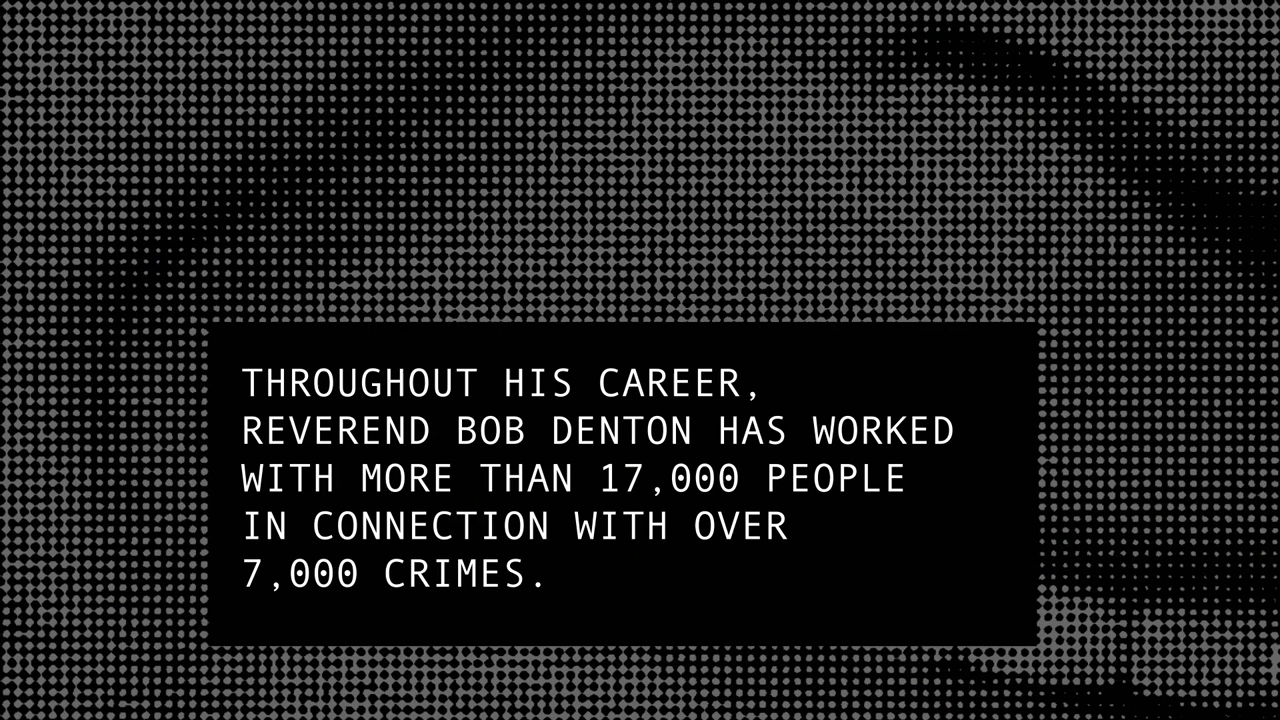 THROUGHOUT HIS CAREER,
REVEREND BOB DENTON HAS WORKED
WITH MORE THAN 17,000 PEOPLE
IN CONNECTION WITH OVER
7,000 CRIMES.